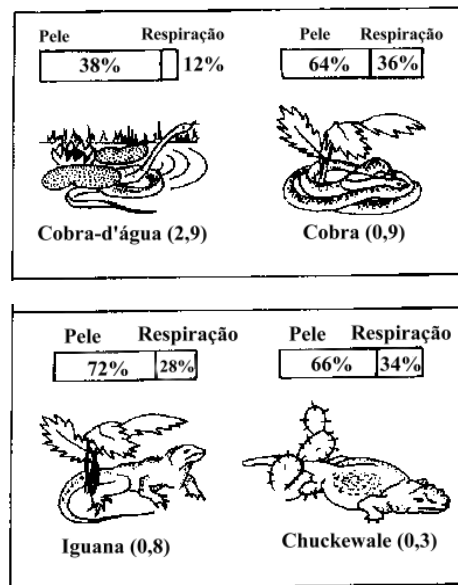 Pele Respiração Pele Respiração
38% 12% 64% 36%
Cobra-d'água (2,9) Cobra (0,9)
Pele Respiração Pele Respiração
72% 28% 66% 34%
Iguana (0,8) Chuckewale (0,3)